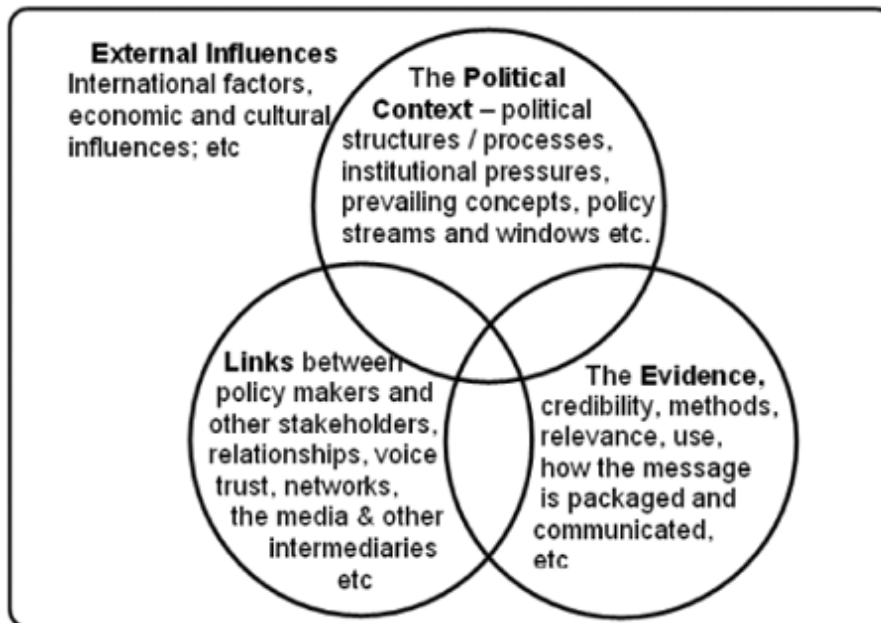 External Influences
International factors,
economic and cultural
influences; etc
The Political
Context – political
structures / processes,
institutional pressures,
prevailing concepts, policy
streams and windows etc.
Links between
policy makers and
other stakeholders,
relationships, voice
trust, networks,
the media & other
intermediaries
etc
The Evidence,
credibility, methods,
relevance, use,
how the message
is packaged and
communicated,
etc